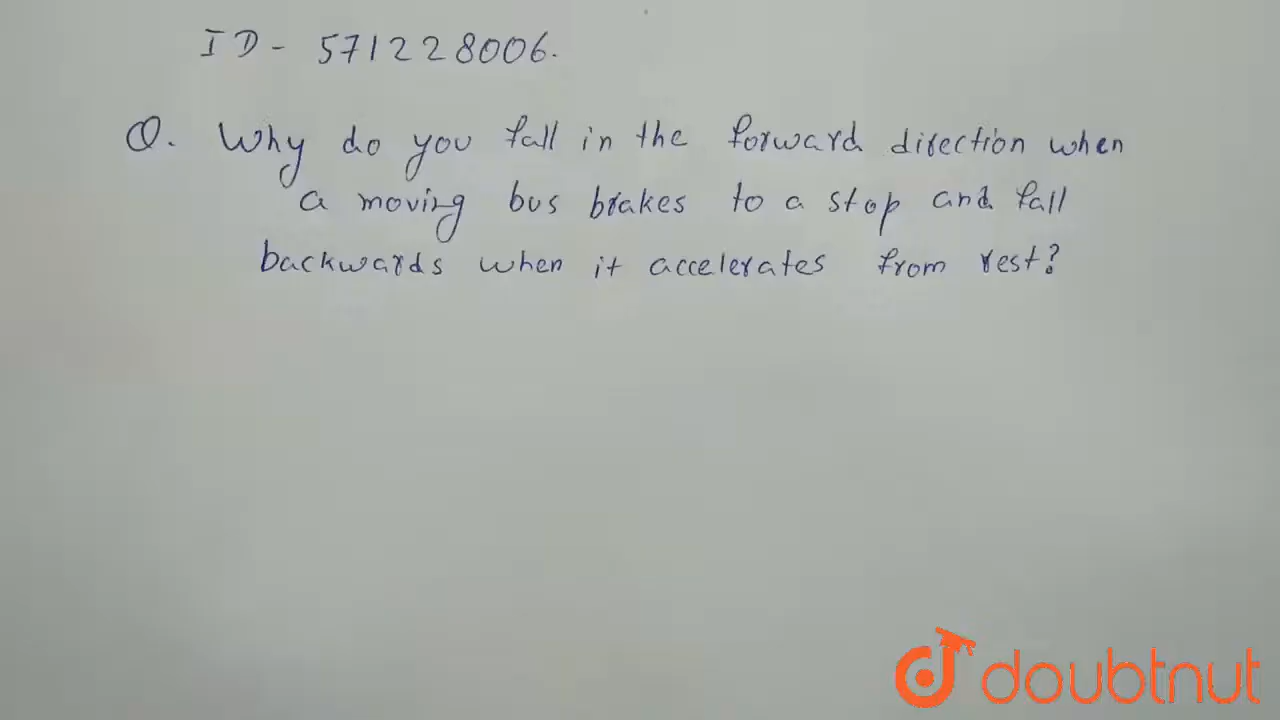 ID - 571228006.
Q. Why do you fall in the forward direction when
a moving bus brakes to a stop and fall
backwards when it accelerates from rest?
doubtnut